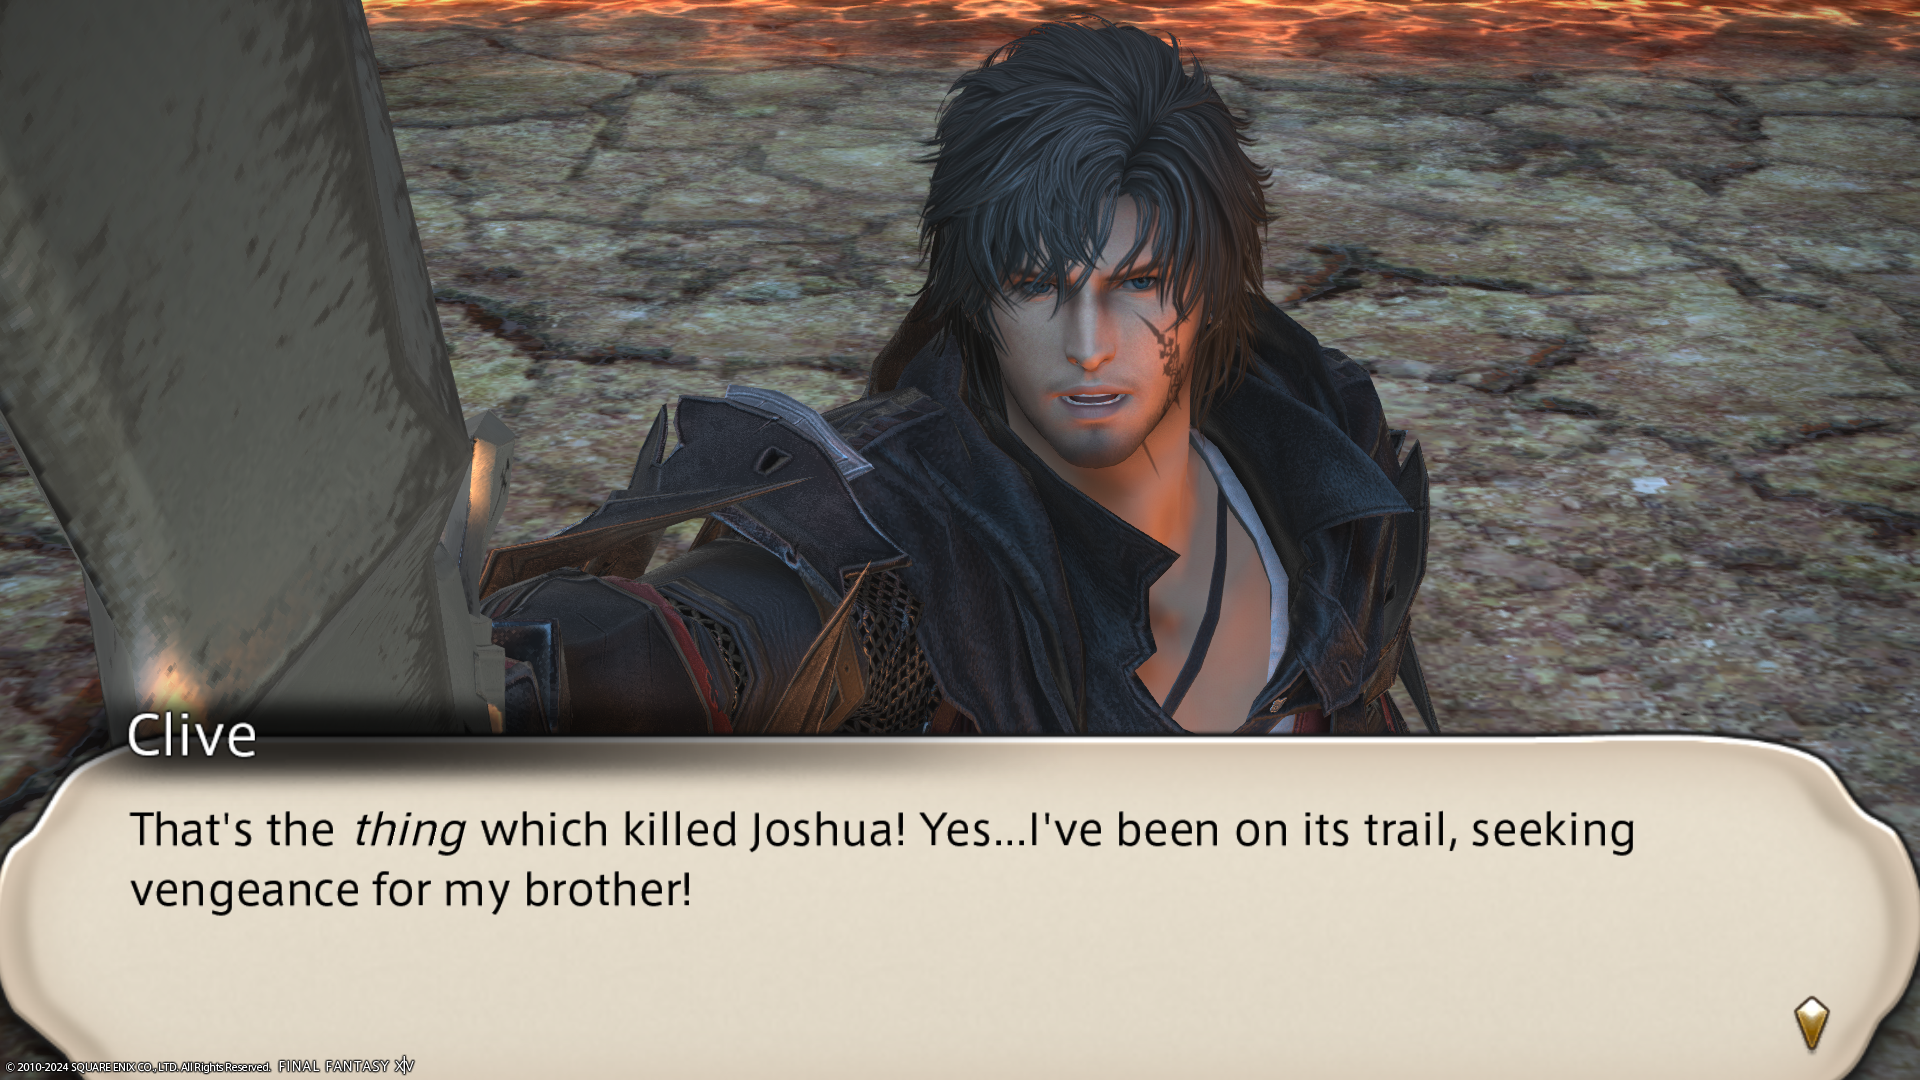 Clive
That's the thing which killed Joshua! Yes...I've been on its trail, seeking
vengeance for my brother!
© 2010-2024 SQUARE ENIX CO., LTD. All Rights Reserved. FINAL FANTASY XIV